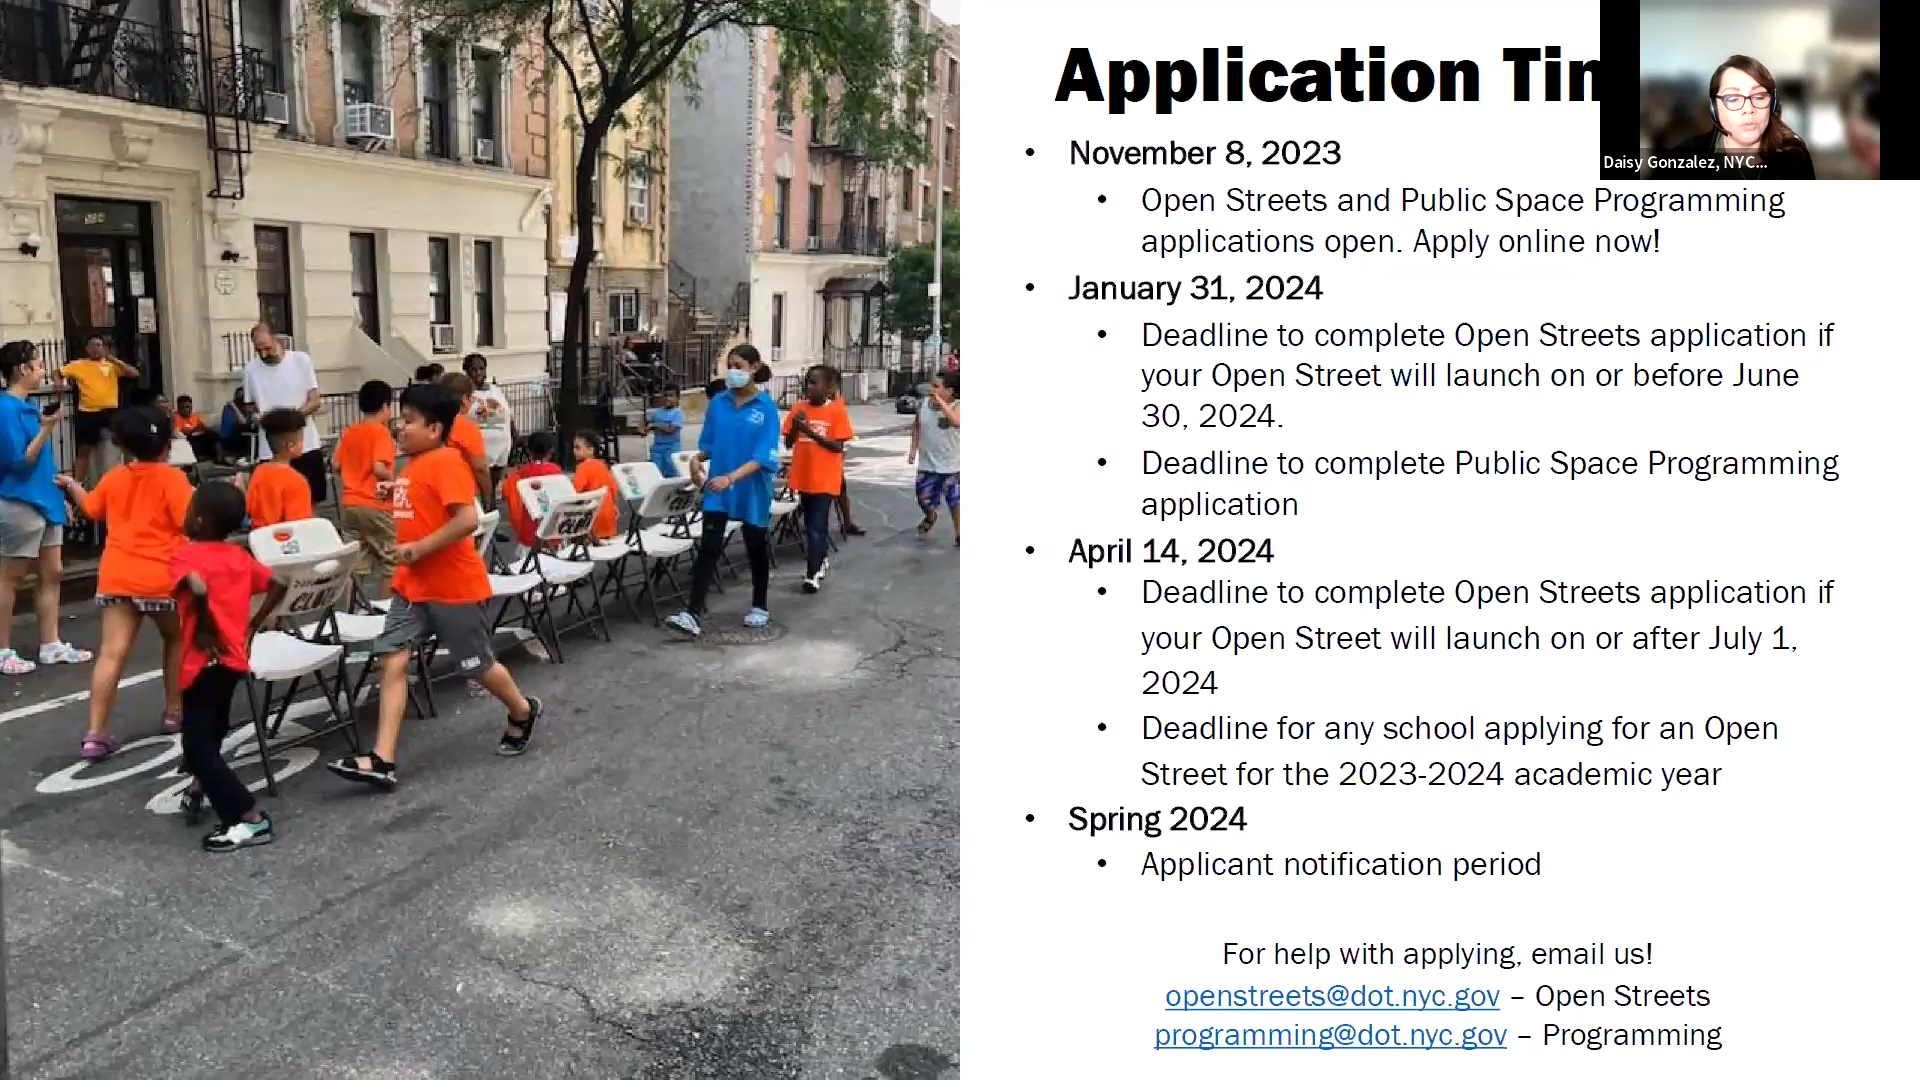 Application Tim
Daisy Gonzalez, NYC...
• November 8, 2023
• Open Streets and Public Space Programming
applications open. Apply online now!
• January 31, 2024
• Deadline to complete Open Streets application if
your Open Street will launch on or before June
30, 2024.
• Deadline to complete Public Space Programming
application
• April 14, 2024
• Deadline to complete Open Streets application if
your Open Street will launch on or after July 1,
2024
• Deadline for any school applying for an Open
Street for the 2023-2024 academic year
• Spring 2024
• Applicant notification period
For help with applying, email us!
openstreets@dot.nyc.gov – Open Streets
programming@dot.nyc.gov – Programming